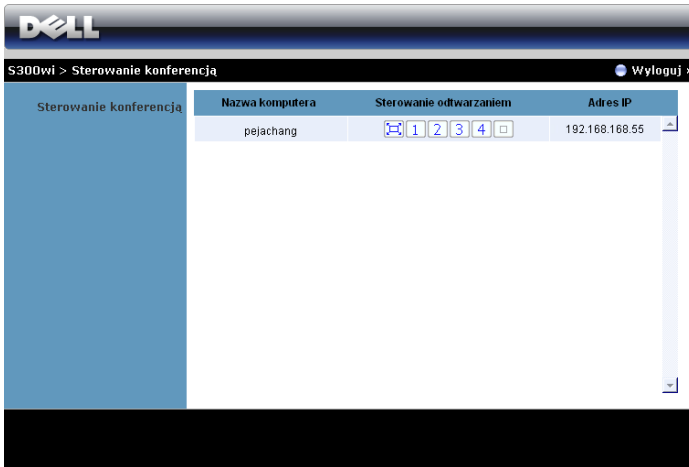 DELL
S300wi > Sterowanie konferencją
Wyloguj »
Sterowanie konferencją
Nazwa komputera Sterowanie odtwarzaniem Adres IP
pejachang 1 2 3 4 192.168.168.55